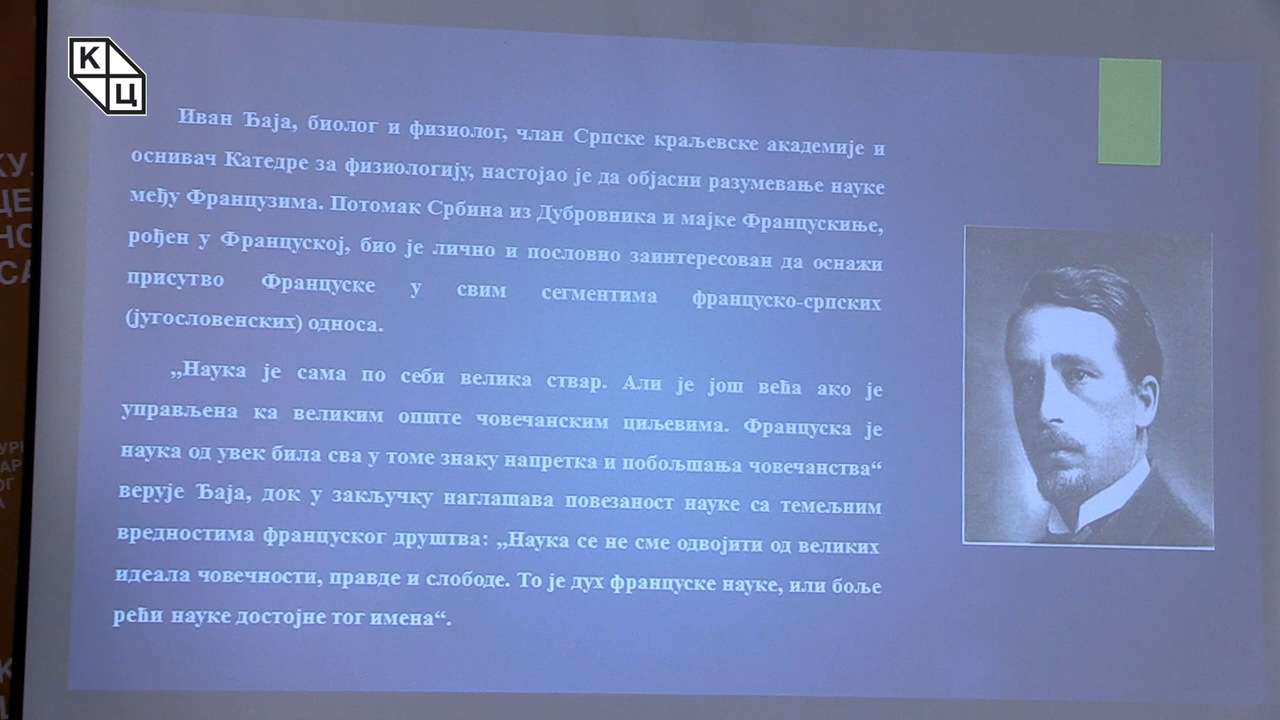 К
Ц
Иван Ђаја, биолог и физиолог, члан Српске краљевске академије и
оснивач Катедре за физиологију, настојао је да објасни разумевање науке
међу Французима. Потомак Србина из Дубровника и мајке Францускиње,
рођен у Француској, био је лично и пословно заинтересован да оснажи
присутво Француске у свим сегментима француско-српских
(југословенских) односа.
„Наука је сама по себи велика ствар. Али је још већа ако је
управљена ка великим опште човечанским циљевима. Француска је
наука од увек била сва у томе знаку напретка и побољшања човечанства“
верује Ђаја, док у закључку наглашава повезаност науке са темељним
вредностима француског друштва: „Наука се не сме одвојити од великих
идеала човечности, правде и слободе. То је дух француске науке, или боље
рећи науке достојне тог имена“.